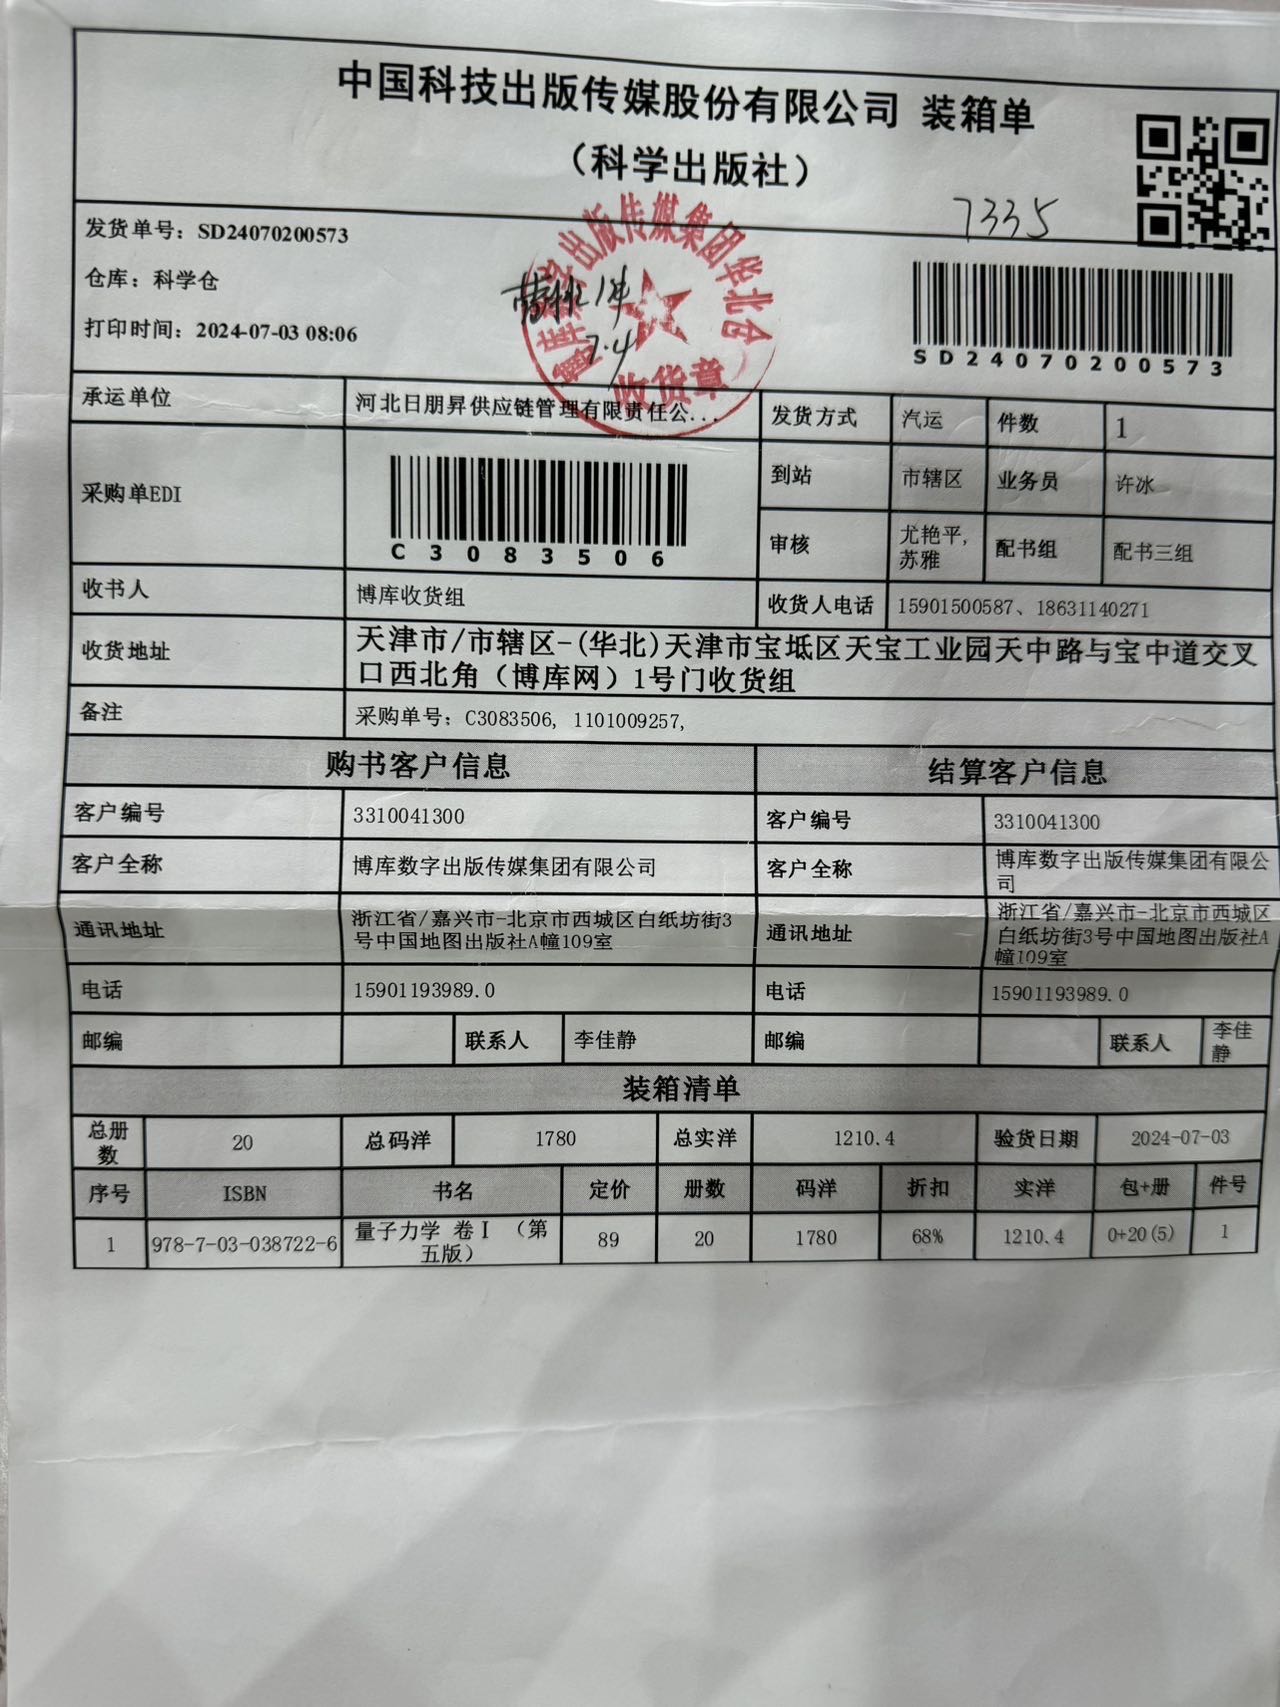 中国科技出版传媒股份有限公司 装箱单
（科学出版社）
7335
发货单号：SD24070200573
仓库：科学仓
打印时间：2024-07-03 08:06
出版传媒集团华北仓
收货章
1件
7.4
SD24070200573
承运单位 河北日朋昇供应链管理有限责任公... 发货方式 汽运 件数 1
采购单EDI C3083506 到站 市辖区 业务员 许冰
审核 尤艳平,
苏雅 配书组 配书三组
收书人 博库收货组 收货人电话 15901500587、18631140271
收货地址 天津市/市辖区-(华北)天津市宝坻区天宝工业园天中路与宝中道交叉
口西北角（博库网）1号门收货组
备注 采购单号：C3083506, 1101009257,
购书客户信息 结算客户信息
客户编号 3310041300 客户编号 3310041300
客户全称 博库数字出版传媒集团有限公司 客户全称 博库数字出版传媒集团有限公
司
通讯地址 浙江省/嘉兴市-北京市西城区白纸坊街3
号中国地图出版社A幢109室
通讯地址 浙江省/嘉兴市-北京市西城区
白纸坊街3号中国地图出版社A
幢109室
电话 15901193989.0 电话 15901193989.0
邮编 联系人 李佳静 邮编 联系人 李佳
静
装箱清单
总册
数 20 总码洋 1780 总实洋 1210.4 验货日期 2024-07-03
序号 ISBN 书名 定价 册数 码洋 折扣 实洋 包+册 件号
1 978-7-03-038722-6 量子力学 卷Ⅰ （第
五版） 89 20 1780 68% 1210.4 0+20(5) 1